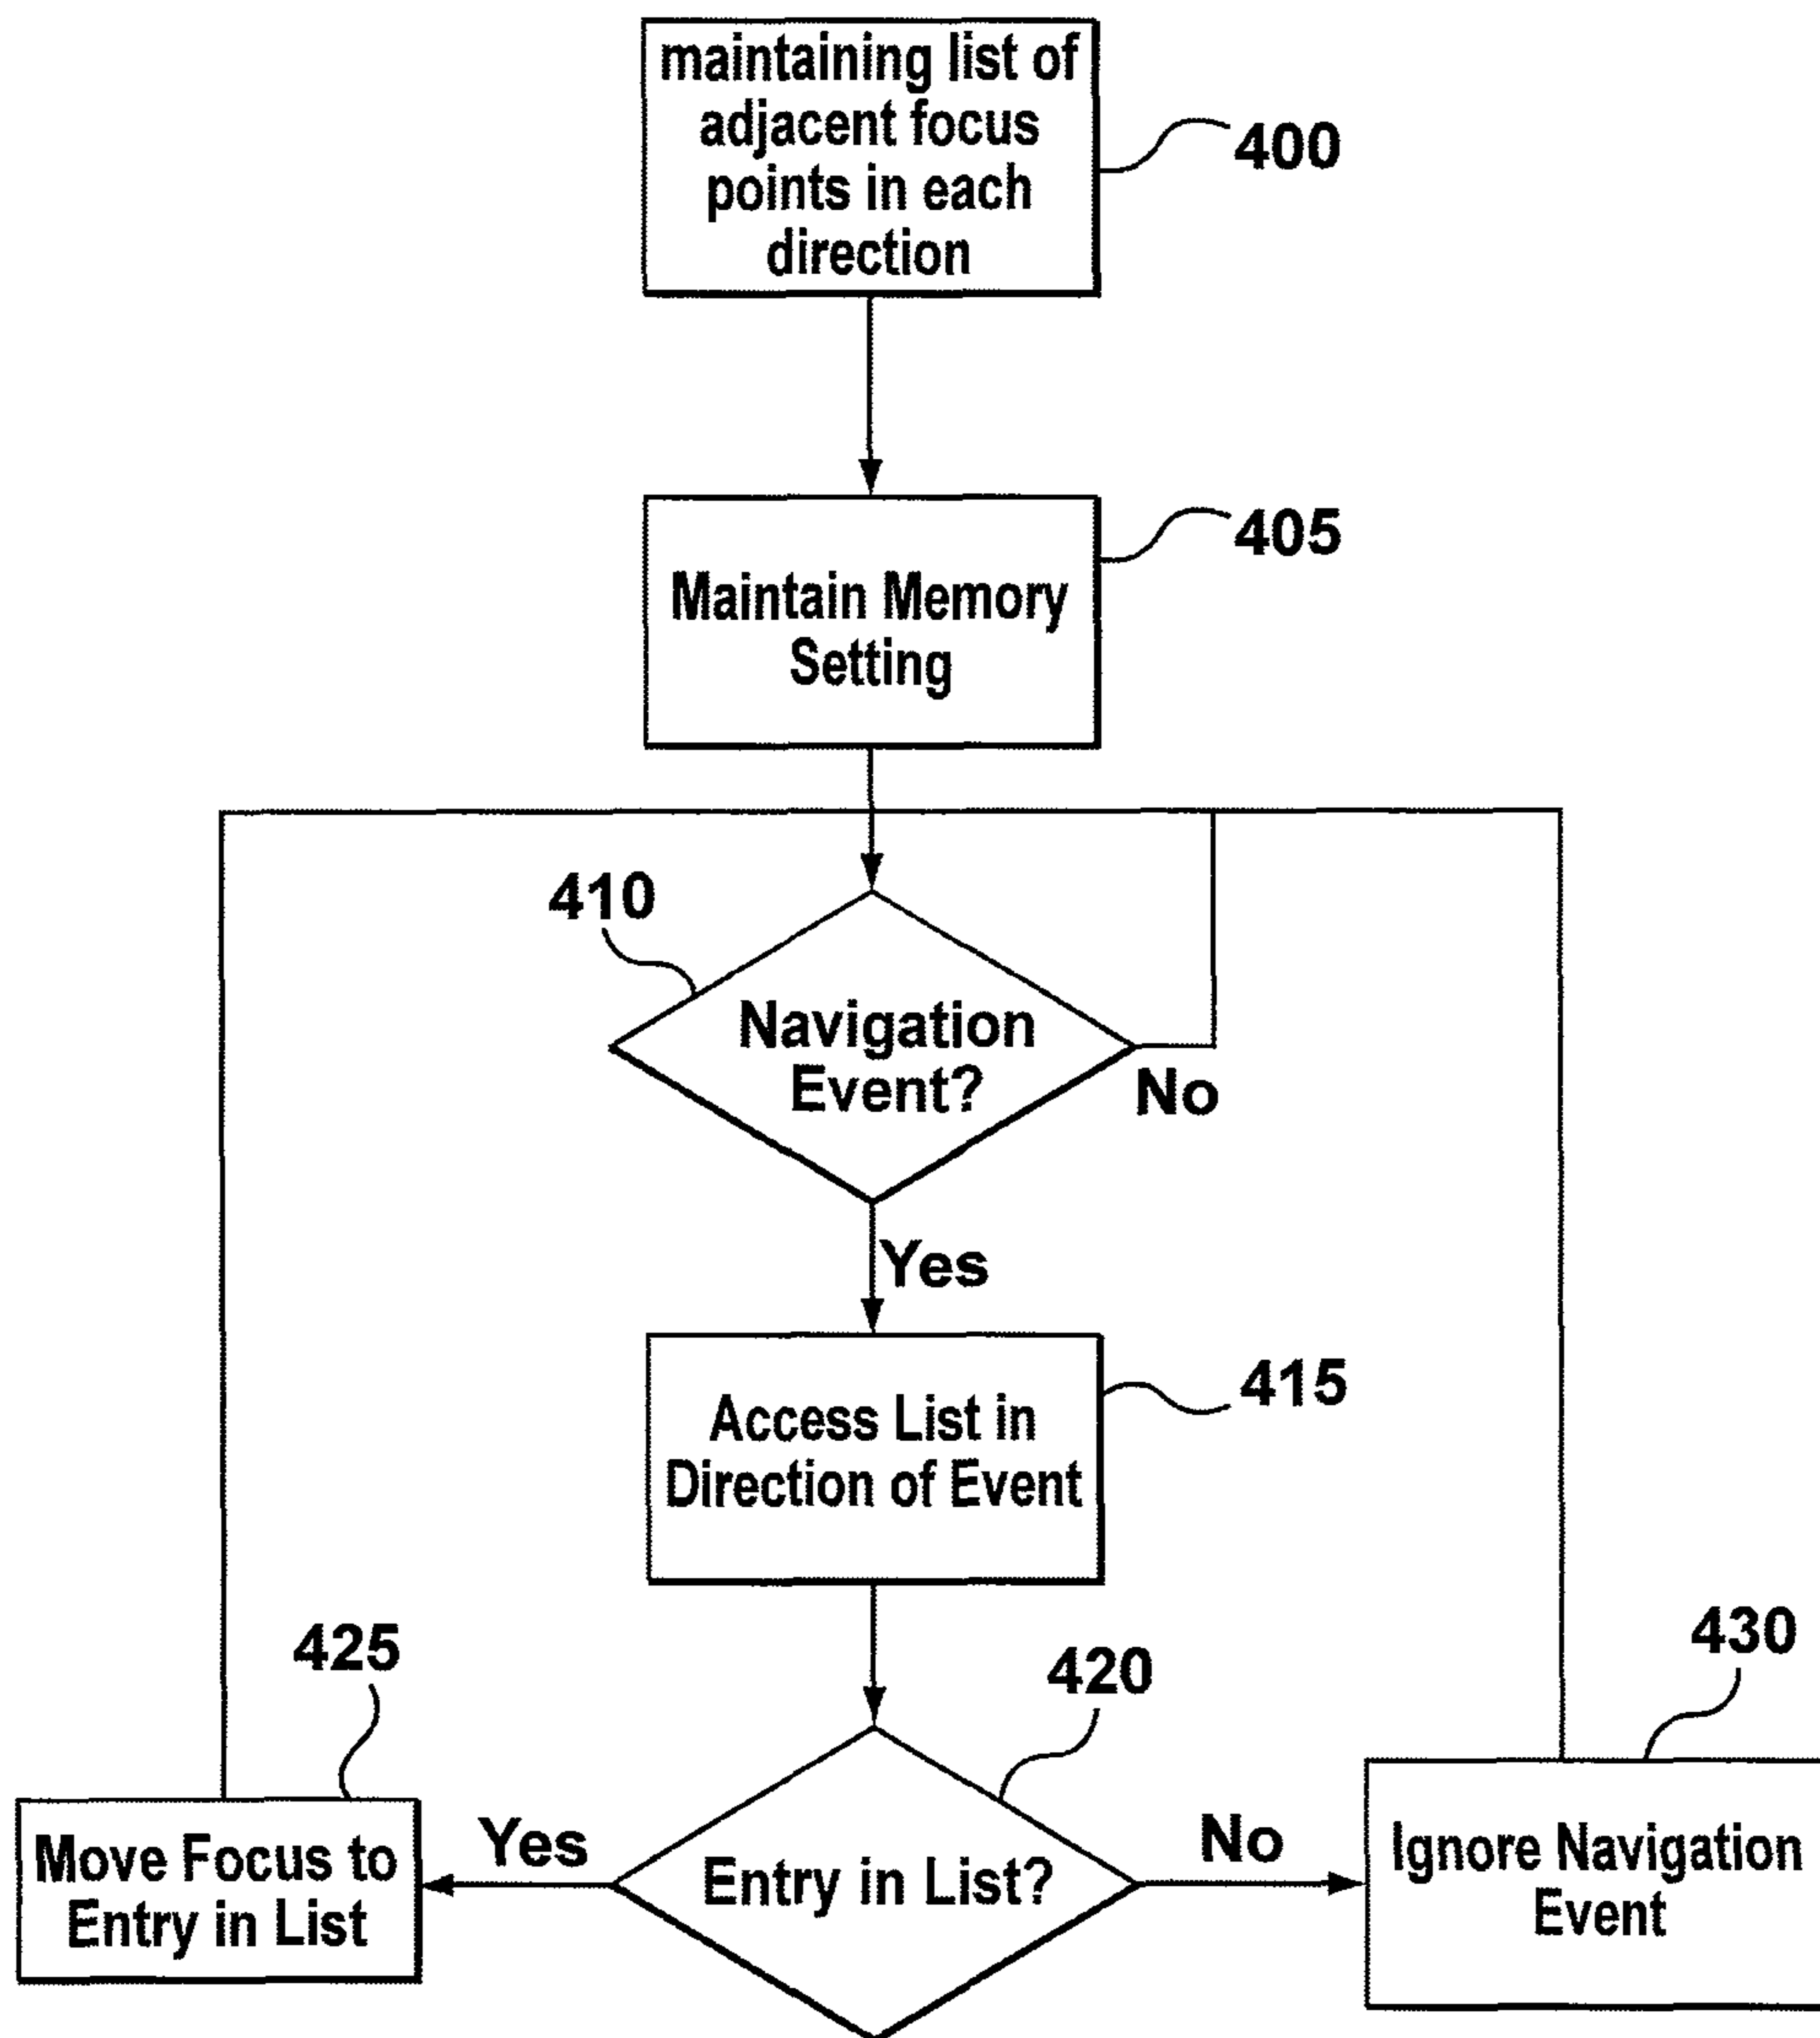 maintaining list of
adjacent focus
points in each
direction
400
Maintain Memory
Setting
405
410
Navigation
Event?
No
Yes
Access List in
Direction of Event
415
425
420
430
Move Focus to
Entry in List
Yes
Entry in List?
No
Ignore Navigation
Event